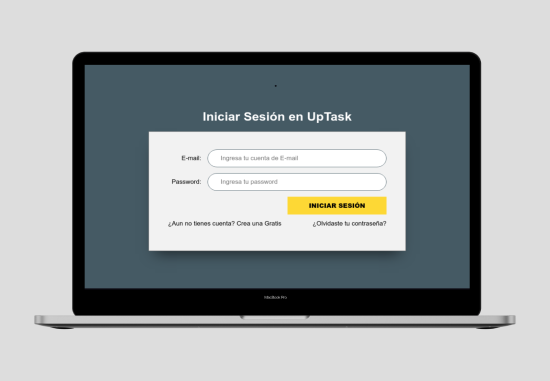 Iniciar Sesión en UpTask
E-mail: Ingresa tu cuenta de E-mail
Password: Ingresa tu password
INICIAR SESIÓN
¿Aun no tienes cuenta? Crea una Gratis ¿Olvidaste tu contraseña?
MacBook Pro